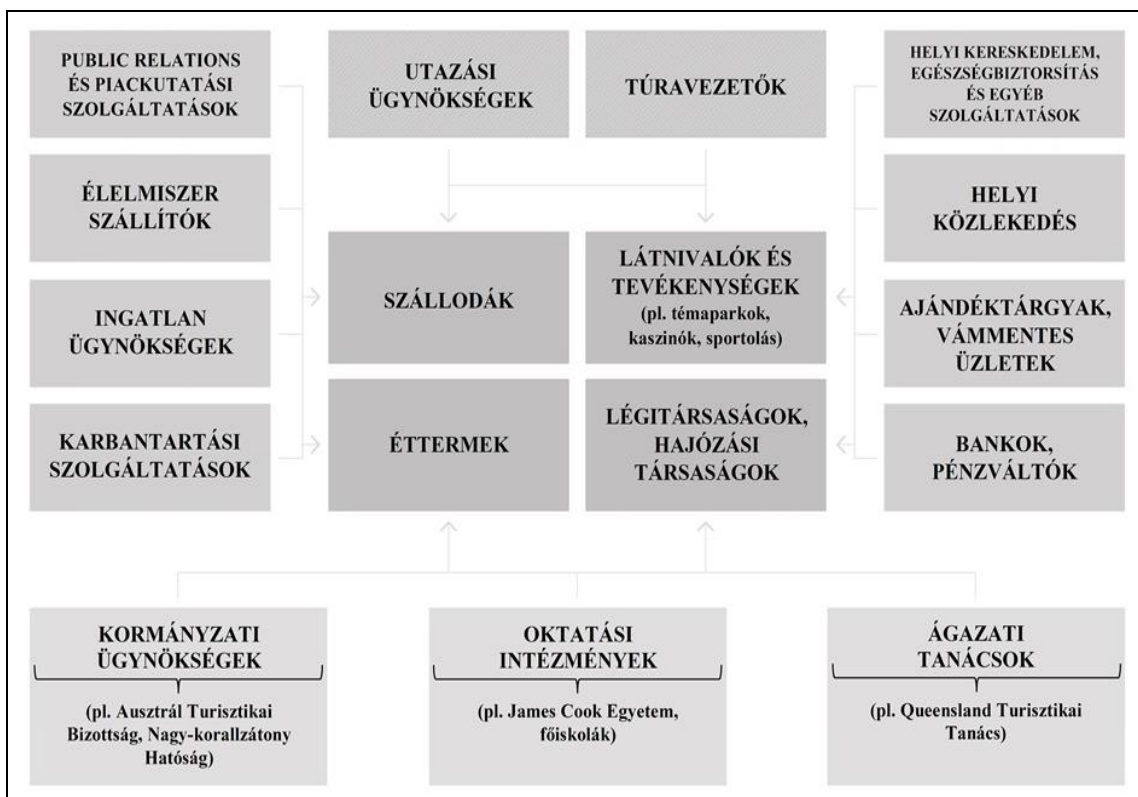 PUBLIC RELATIONS
ÉS PIACKUTATÁSI
SZOLGÁLTATÁSOK
UTAZÁSI
ÜGYNÖKSÉGEK
TÚRAVEZETŐK
HELYI KERESKEDELEM,
EGÉSZSÉGBIZTORSÍTÁS
ÉS EGYÉB
SZOLGÁLTATÁSOK
ÉLELMISZER
SZÁLLÍTÓK
HELYI
KÖZLEKEDÉS
SZÁLLODÁK
LÁTNIVALÓK ÉS
TEVÉKENYSÉGEK
(pl. témaparkok,
kaszinók, sportolás)
INGATLAN
ÜGYNÖKSÉGEK
AJÁNDÉKTÁRGYAK,
VÁMMENTES
ÜZLETEK
KARBANTARTÁSI
SZOLGÁLTATÁSOK
ÉTTERMEK
LÉGITÁRSASÁGOK,
HAJÓZÁSI
TÁRSASÁGOK
BANKOK,
PÉNZVÁLTÓK
KORMÁNYZATI
ÜGYNÖKSÉGEK
(pl. Ausztrál Turisztikai
Bizottság, Nagy-korallzátony
Hatóság)
OKTATÁSI
INTÉZMÉNYEK
(pl. James Cook Egyetem,
főiskolák)
ÁGAZATI
TANÁCSOK
(pl. Queensland Turisztikai
Tanács)